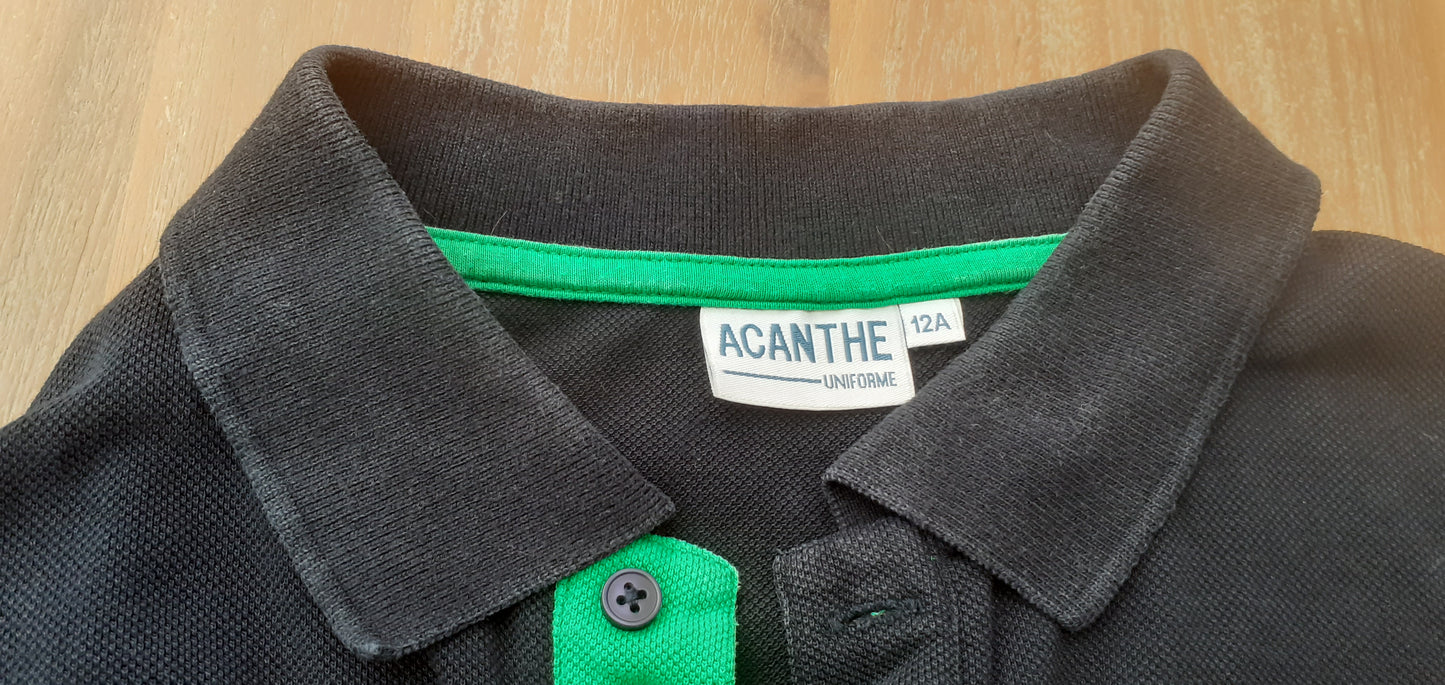 ACANTHE
UNIFORME
12A